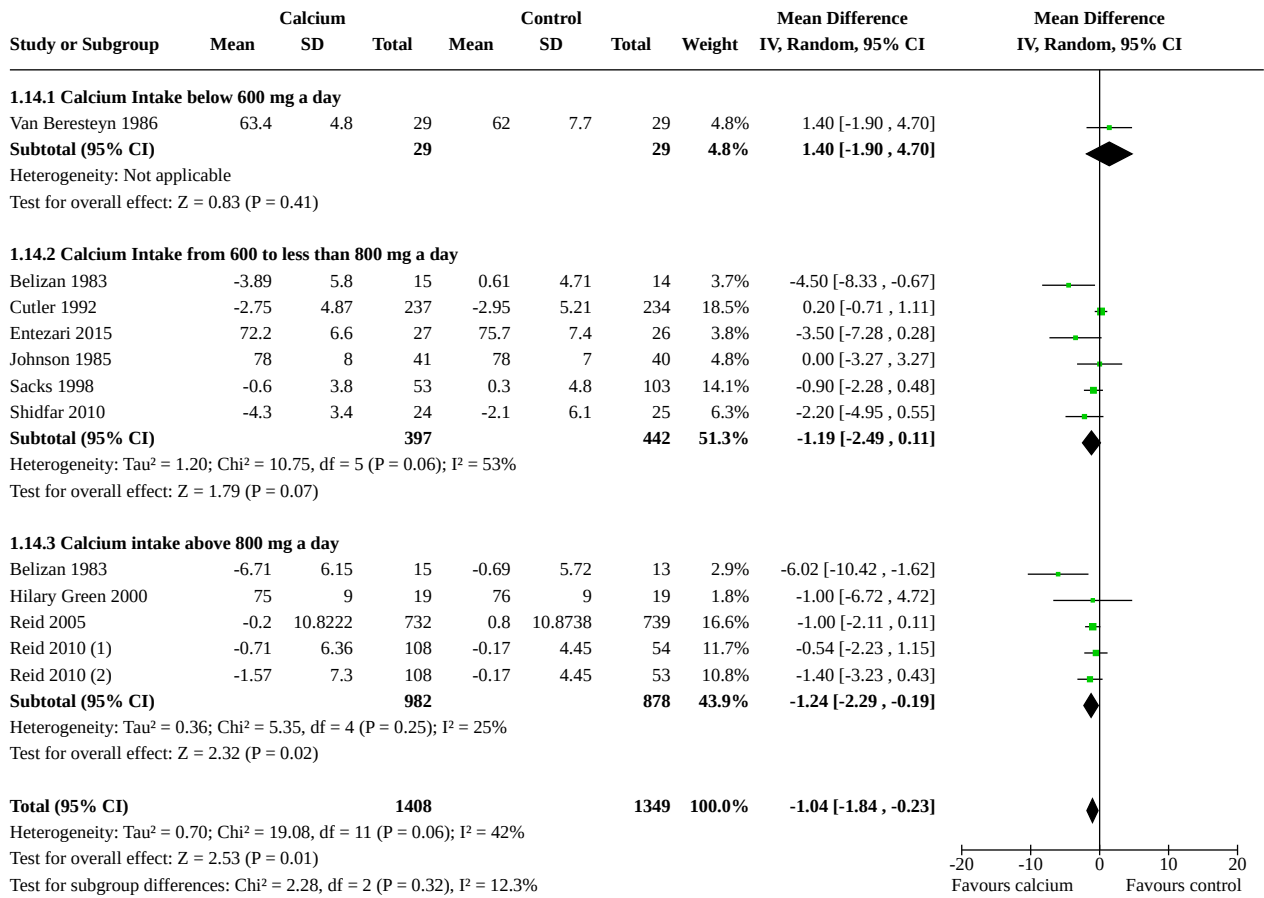 Calcium Control Mean Difference Mean Difference
Study or Subgroup Mean SD Total Mean SD Total Weight IV, Random, 95% CI IV, Random, 95% CI
1.14.1 Calcium Intake below 600 mg a day
Van Beresteyn 1986 63.4 4.8 29 62 7.7 29 4.8% 1.40 [-1.90 , 4.70]
Subtotal (95% CI) 29 29 4.8% 1.40 [-1.90 , 4.70]
Heterogeneity: Not applicable
Test for overall effect: Z = 0.83 (P = 0.41)
1.14.2 Calcium Intake from 600 to less than 800 mg a day
Belizan 1983 -3.89 5.8 15 0.61 4.71 14 3.7% -4.50 [-8.33 , -0.67]
Cutler 1992 -2.75 4.87 237 -2.95 5.21 234 18.5% 0.20 [-0.71 , 1.11]
Entezari 2015 72.2 6.6 27 75.7 7.4 26 3.8% -3.50 [-7.28 , 0.28]
Johnson 1985 78 8 41 78 7 40 4.8% 0.00 [-3.27 , 3.27]
Sacks 1998 -0.6 3.8 53 0.3 4.8 103 14.1% -0.90 [-2.28 , 0.48]
Shidfar 2010 -4.3 3.4 24 -2.1 6.1 25 6.3% -2.20 [-4.95 , 0.55]
Subtotal (95% CI) 397 442 51.3% -1.19 [-2.49 , 0.11]
Heterogeneity: Tau² = 1.20; Chi² = 10.75, df = 5 (P = 0.06); I² = 53%
Test for overall effect: Z = 1.79 (P = 0.07)
1.14.3 Calcium intake above 800 mg a day
Belizan 1983 -6.71 6.15 15 -0.69 5.72 13 2.9% -6.02 [-10.42 , -1.62]
Hilary Green 2000 75 9 19 76 9 19 1.8% -1.00 [-6.72 , 4.72]
Reid 2005 -0.2 10.8222 732 0.8 10.8738 739 16.6% -1.00 [-2.11 , 0.11]
Reid 2010 (1) -0.71 6.36 108 -0.17 4.45 54 11.7% -0.54 [-2.23 , 1.15]
Reid 2010 (2) -1.57 7.3 108 -0.17 4.45 53 10.8% -1.40 [-3.23 , 0.43]
Subtotal (95% CI) 982 878 43.9% -1.24 [-2.29 , -0.19]
Heterogeneity: Tau² = 0.36; Chi² = 5.35, df = 4 (P = 0.25); I² = 25%
Test for overall effect: Z = 2.32 (P = 0.02)
Total (95% CI) 1408 1349 100.0% -1.04 [-1.84 , -0.23]
Heterogeneity: Tau² = 0.70; Chi² = 19.08, df = 11 (P = 0.06); I² = 42%
Test for overall effect: Z = 2.53 (P = 0.01)
Test for subgroup differences: Chi² = 2.28, df = 2 (P = 0.32), I² = 12.3%
-20 -10 0 10 20
Favours calcium Favours control